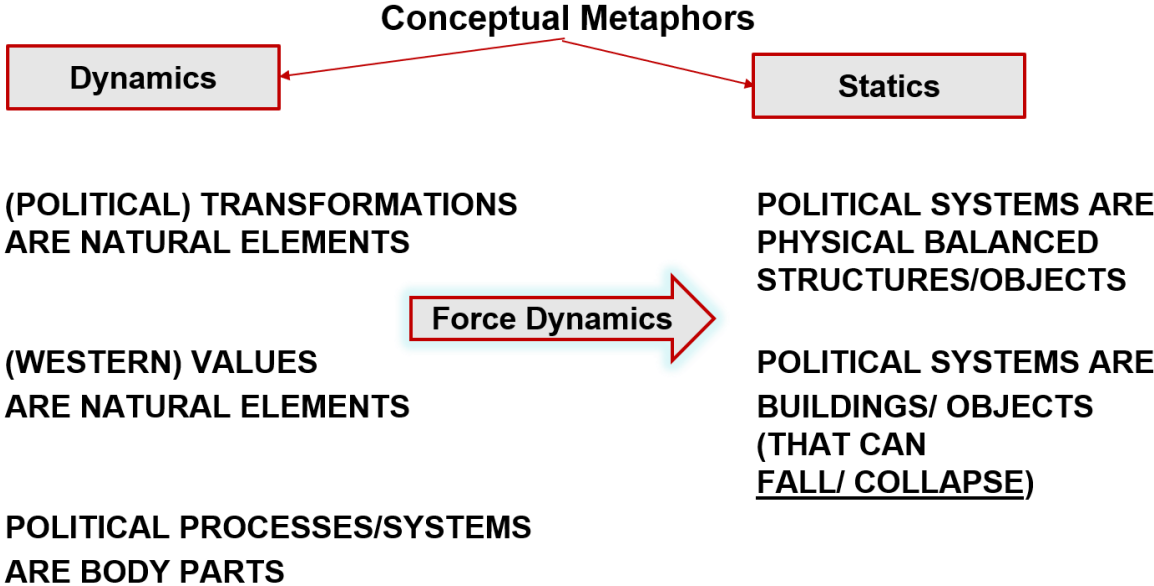 Conceptual Metaphors
Dynamics
Statics
(POLITICAL) TRANSFORMATIONS
ARE NATURAL ELEMENTS
(WESTERN) VALUES
ARE NATURAL ELEMENTS
POLITICAL PROCESSES/SYSTEMS
ARE BODY PARTS
Force Dynamics
POLITICAL SYSTEMS ARE
PHYSICAL BALANCED
STRUCTURES/OBJECTS
POLITICAL SYSTEMS ARE
BUILDINGS/ OBJECTS
(THAT CAN
FALL/ COLLAPSE)